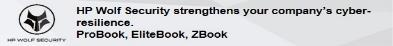 HP Wolf Security strengthens your company's cyber-
resilience.
ProBook, EliteBook, ZBook
HP WOLF SECURITY